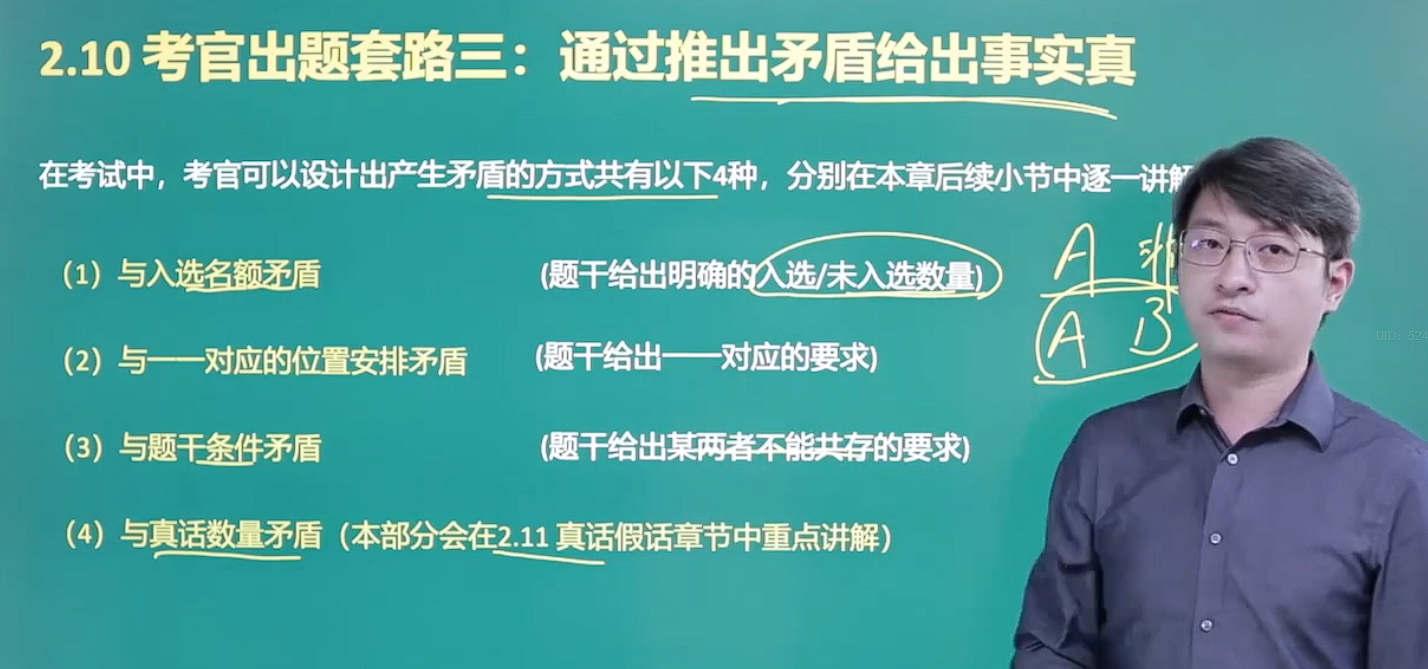 2.10 考官出题套路三：通过推出矛盾给出事实真
在考试中，考官可以设计出产生矛盾的方式共有以下4种，分别在本章后续小节中逐一讲解
（1）与入选名额矛盾 (题干给出明确的入选/未入选数量)
A 非
（2）与一一对应的位置安排矛盾 (题干给出一一对应的要求)
A B
（3）与题干条件矛盾 (题干给出某两者不能共存的要求)
（4）与真话数量矛盾（本部分会在2.11 真话假话章节中重点讲解）
UID：524